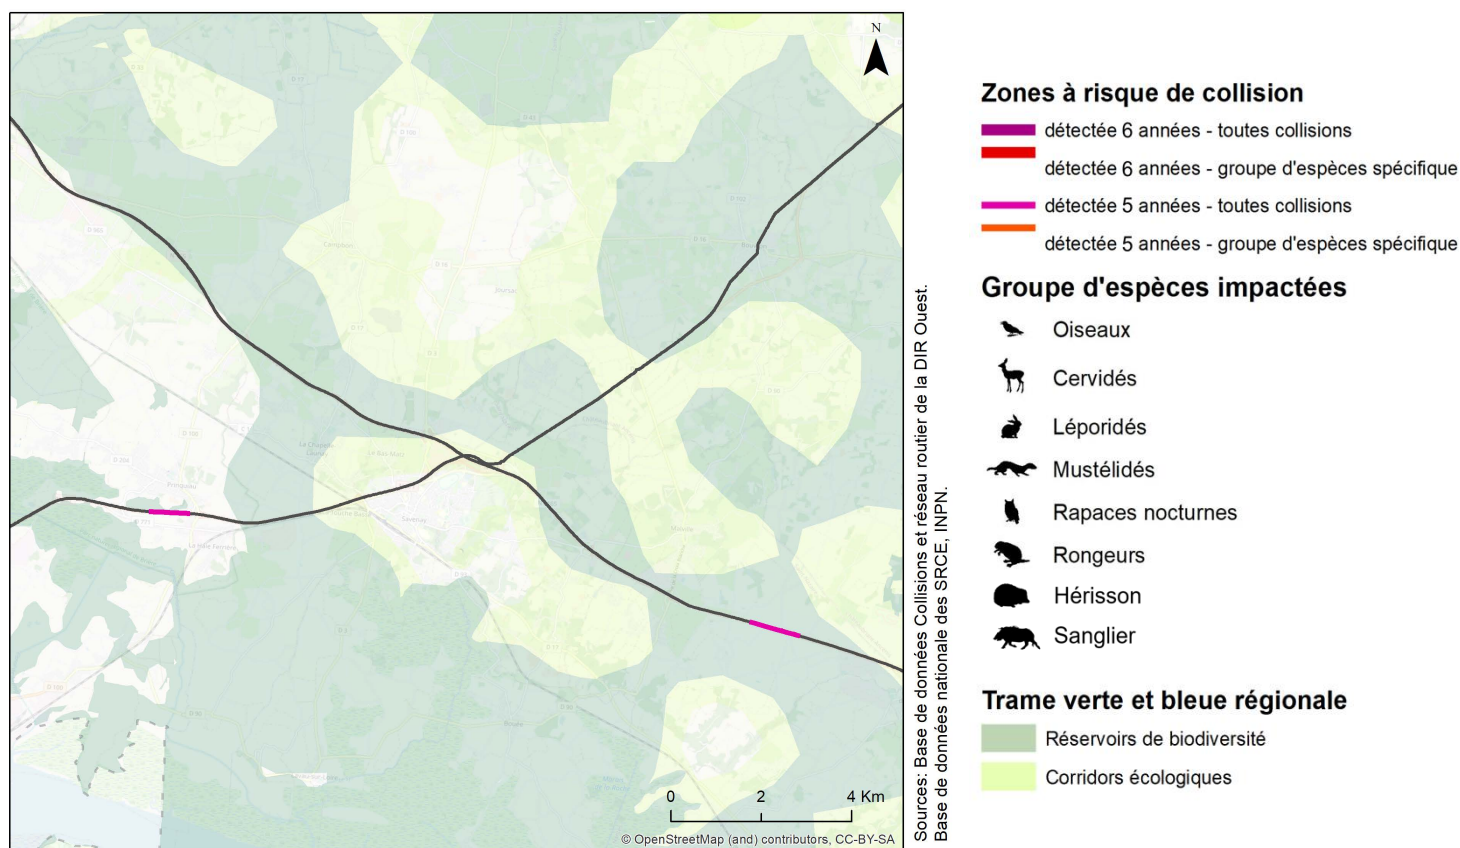 N
D 16
D 3
D 17
Savenay
0 2 4 Km
© OpenStreetMap (and) contributors, CC-BY-SA
Sources: Base de données Collisions et réseau routier de la DIR Ouest.
Base de données nationale des SRCE, INPN.
Zones à risque de collision
détectée 6 années - toutes collisions
détectée 6 années - groupe d'espèces spécifique
détectée 5 années - toutes collisions
détectée 5 années - groupe d'espèces spécifique
Groupe d'espèces impactées
Oiseaux
Cervidés
Léporidés
Mustélidés
Rapaces nocturnes
Rongeurs
Hérisson
Sanglier
Trame verte et bleue régionale
Réservoirs de biodiversité
Corridors écologiques